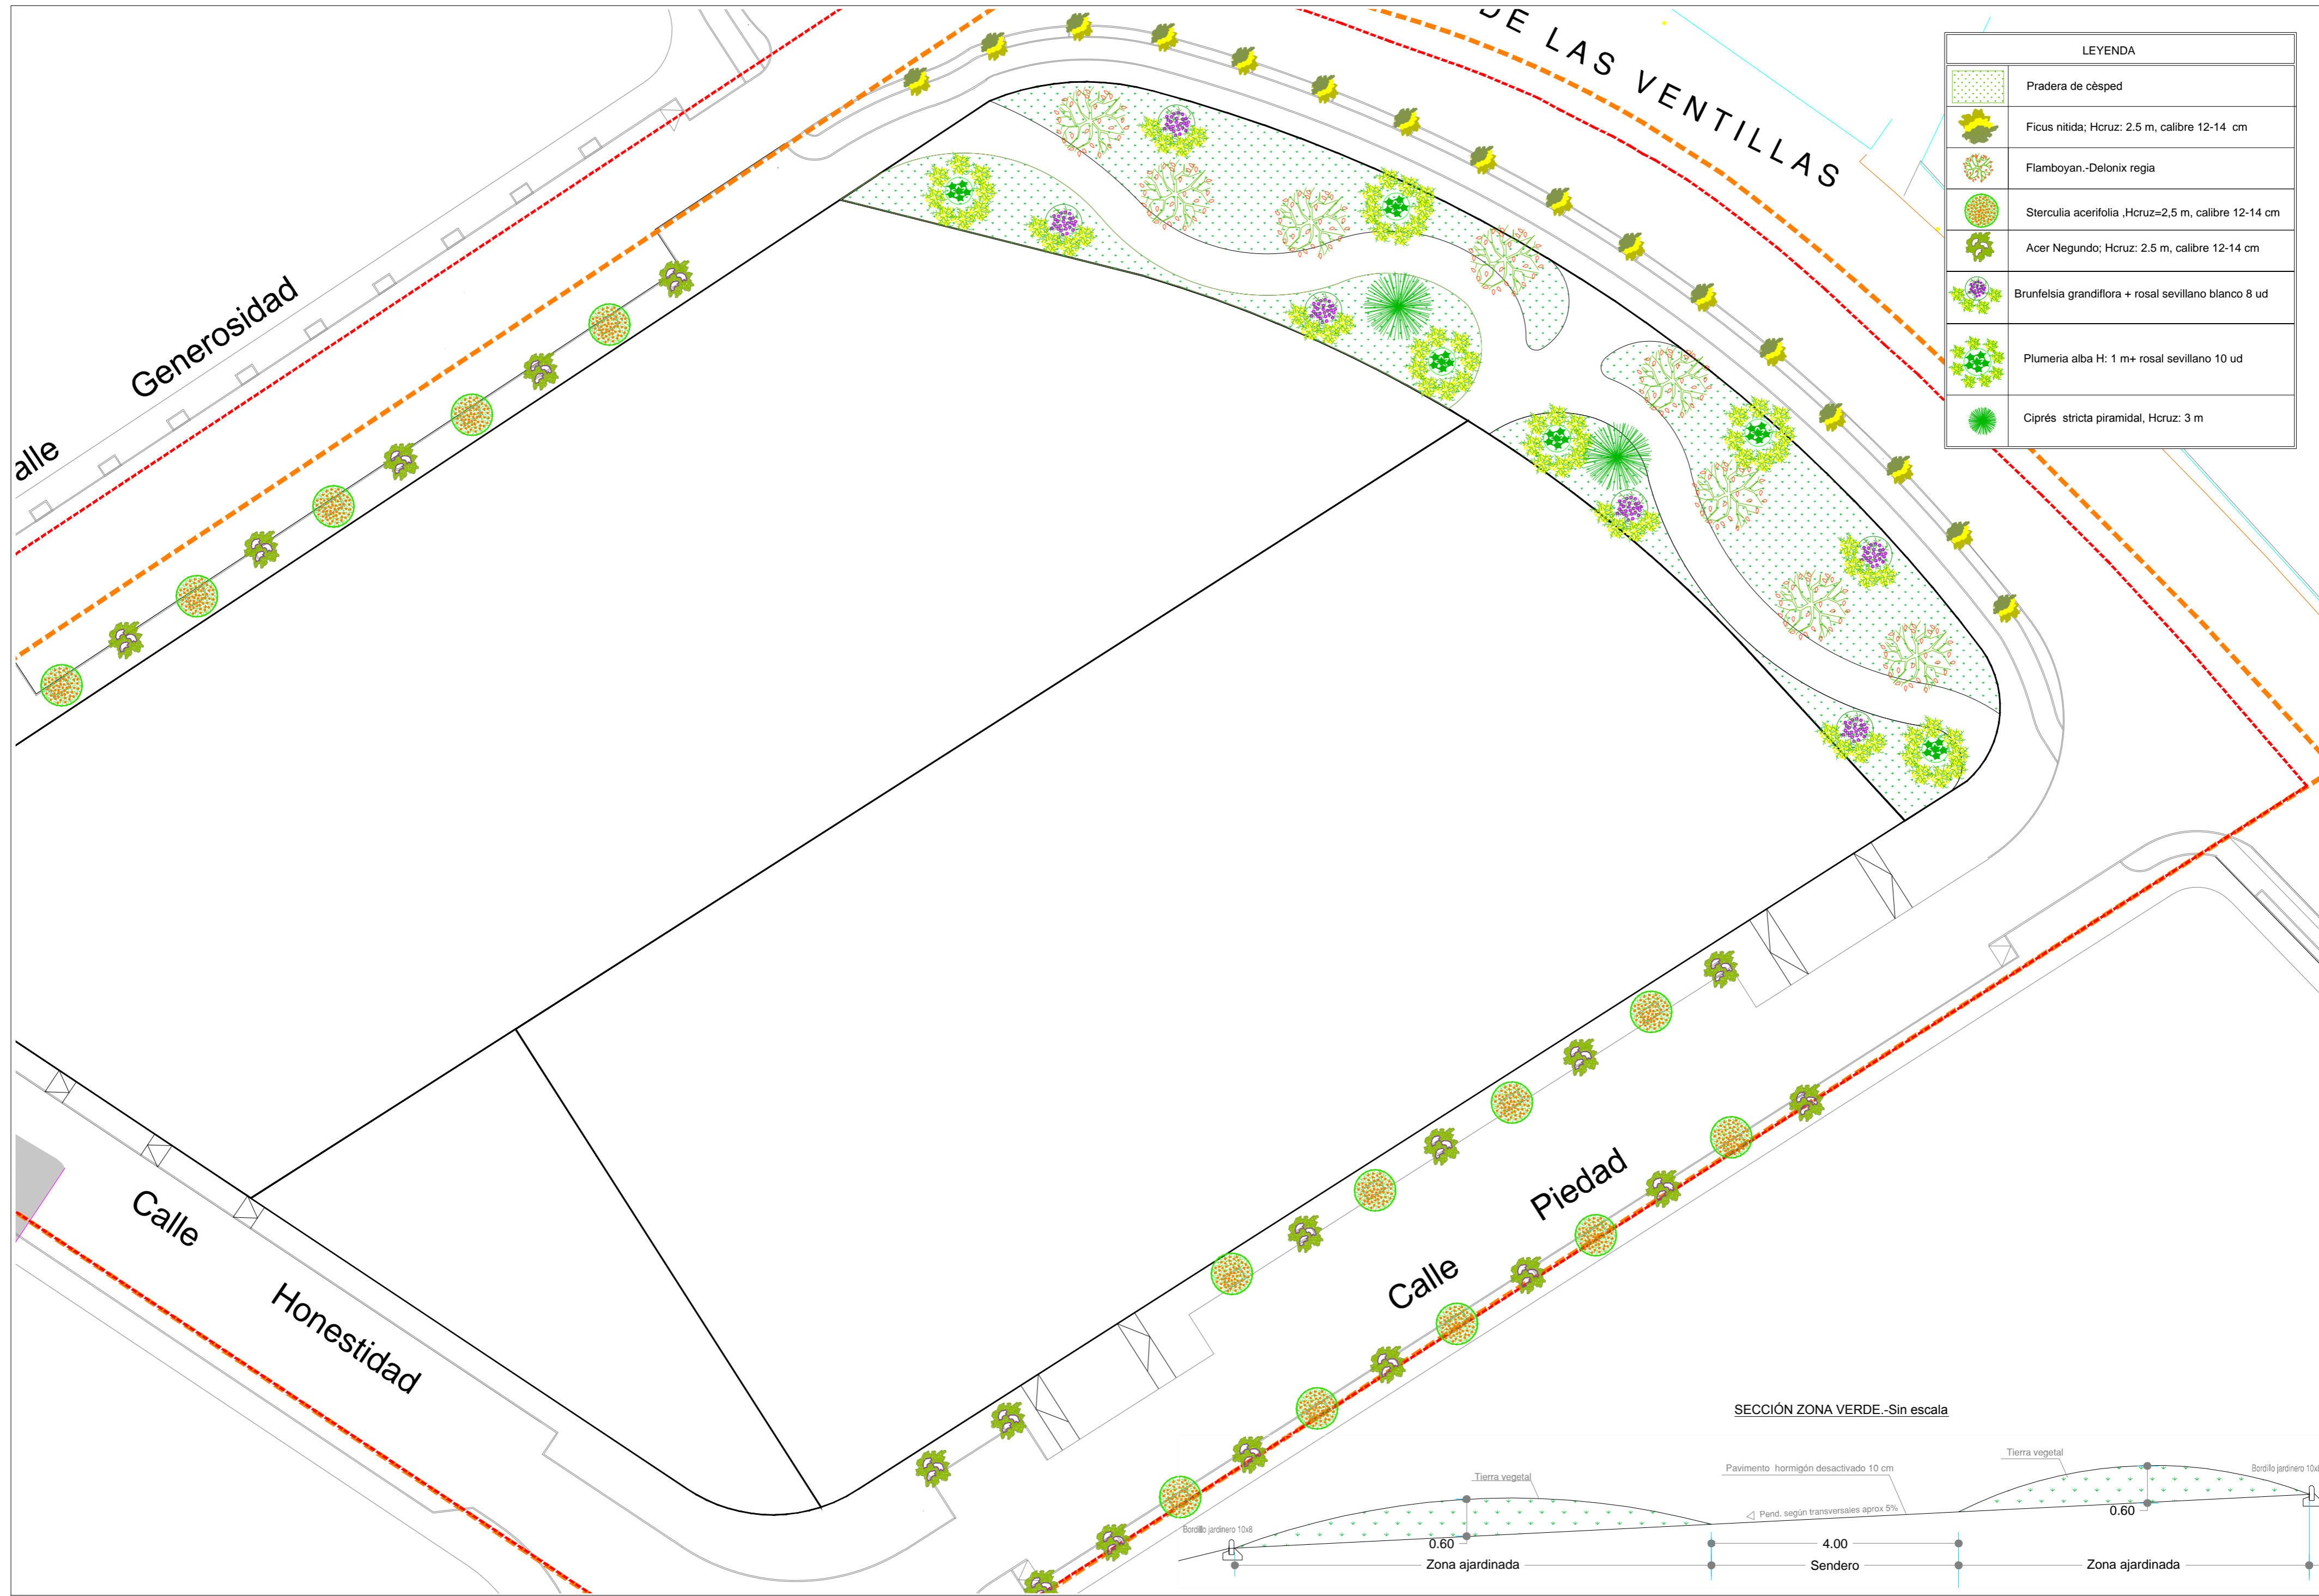 DE LAS VENTILLAS
LEYENDA
Pradera de cèsped
Ficus nitida; Hcruz: 2.5 m, calibre 12-14 cm
Flamboyan.-Delonix regia
Sterculia acerifolia ,Hcruz=2,5 m, calibre 12-14 cm
Acer Negundo; Hcruz: 2.5 m, calibre 12-14 cm
Brunfelsia grandiflora + rosal sevillano blanco 8 ud
Plumeria alba H: 1 m+ rosal sevillano 10 ud
Ciprés stricta piramidal, Hcruz: 3 m
alle Generosidad
Calle Honestidad
Calle Piedad
SECCIÓN ZONA VERDE.-Sin escala
Tierra vegetal
Pavimento hormigón desactivado 10 cm
Bordillo jardinero 10x8
Tierra vegetal
Pend. según transversales aprox 5%
0.60
Bordillo jardinero 10x8
0.60
4.00
Zona ajardinada
Sendero
Zona ajardinada